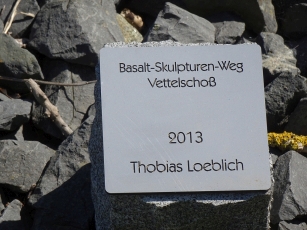 Basalt-Skulpturen-Weg
Vettelschoß
2013
Thobias Loeblich